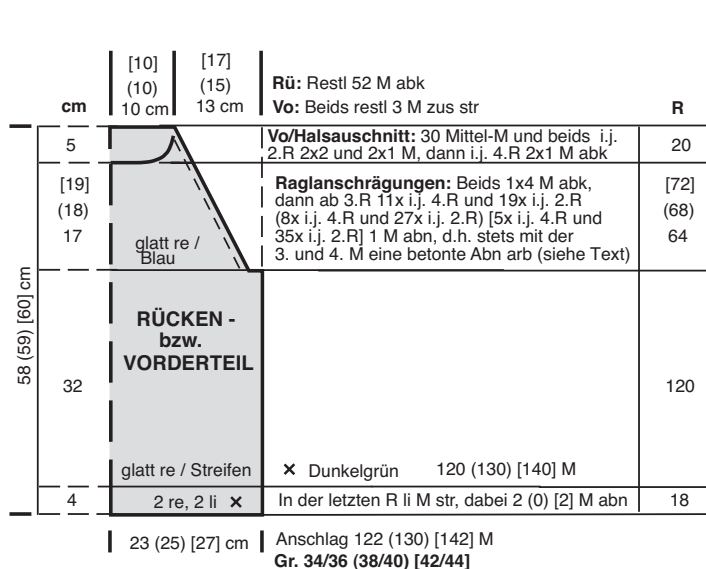 [10] [17]
(10) (15) Rü: Restl 52 M abk
cm 10 cm 13 cm Vo: Beids restl 3 M zus str R
5 Vo/Halsauschnitt: 30 Mittel-M und beids i.j. 20
2.R 2x2 und 2x1 M, dann i.j. 4.R 2x1 M abk
[19] Raglanschrägungen: Beids 1x4 M abk, [72]
dann ab 3.R 11x i.j. 4.R und 19x i.j. 2.R
(18) (8x i.j. 4.R und 27x i.j. 2.R) [5x i.j. 4.R und (68)
17 glatt re / 35x i.j. 2.R] 1 M abn, d.h. stets mit der 64
Blau 3. und 4. M eine betonte Abn arb (siehe Text)
58 (59) [60] cm
RÜCKEN -
bzw.
VORDERTEIL
32 120
glatt re / Streifen × Dunkelgrün 120 (130) [140] M
4 2 re, 2 li × In der letzten R li M str, dabei 2 (0) [2] M abn 18
23 (25) [27] cm Anschlag 122 (130) [142] M
Gr. 34/36 (38/40) [42/44]